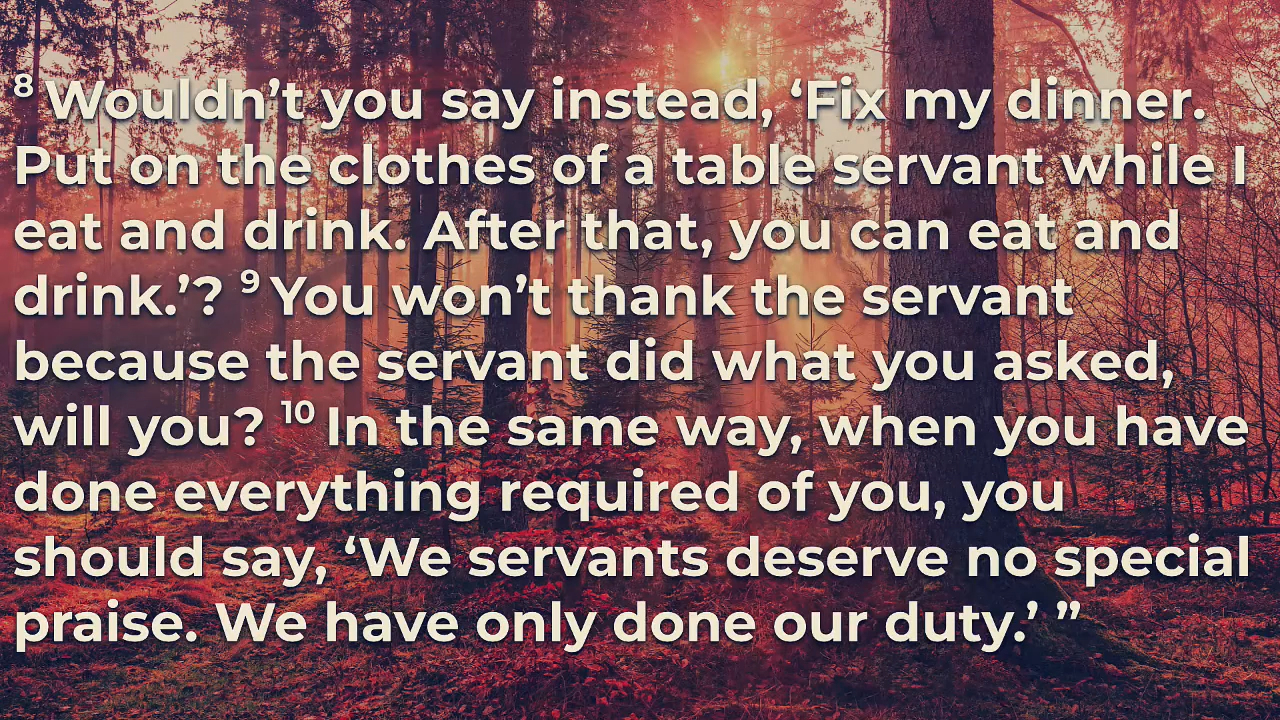 8 Wouldn’t you say instead, ‘Fix my dinner.
Put on the clothes of a table servant while I
eat and drink. After that, you can eat and
drink.’? 9 You won’t thank the servant
because the servant did what you asked,
will you? 10 In the same way, when you have
done everything required of you, you
should say, ‘We servants deserve no special
praise. We have only done our duty.’ ”